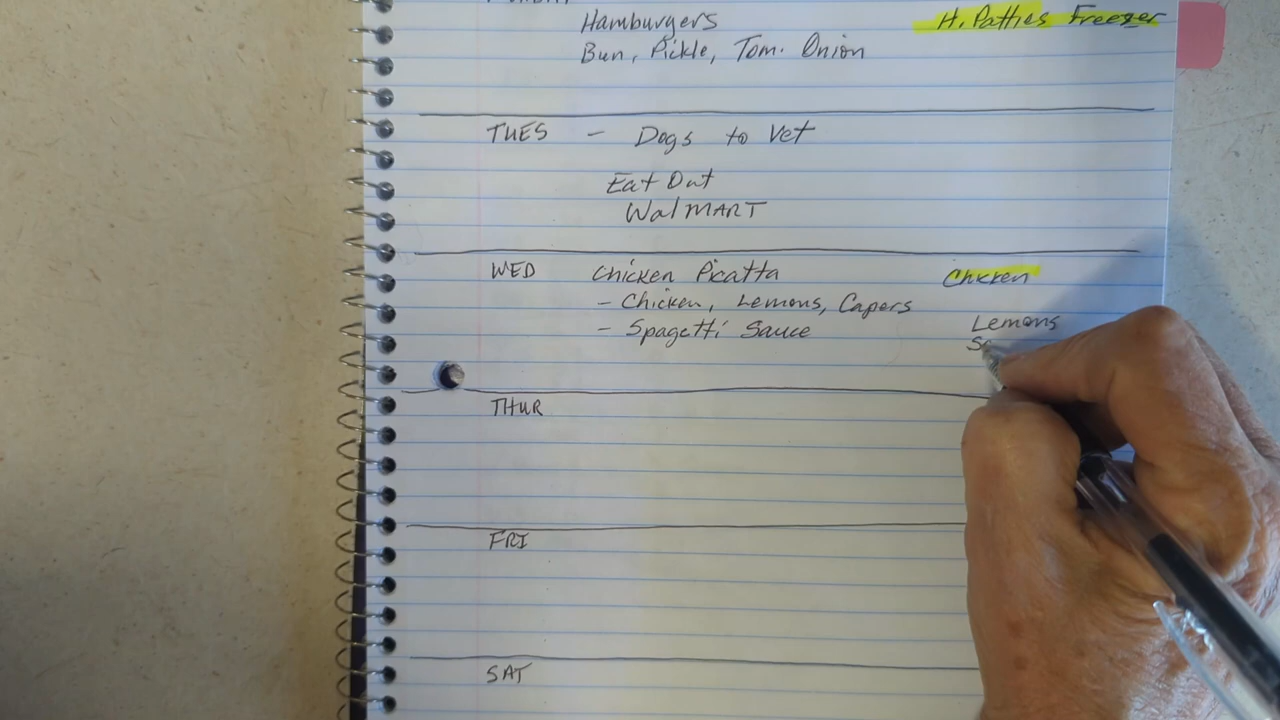 Hamburgers H. Patties Freezer
Bun, Pickle, Tom. Onion
TUES - Dogs to Vet
Eat Out
WalMART
WED Chicken Picatta Chicken
- Chicken, Lemons, Capers
Lemons
- Spagetti Sauce
THUR
FRI
SAT